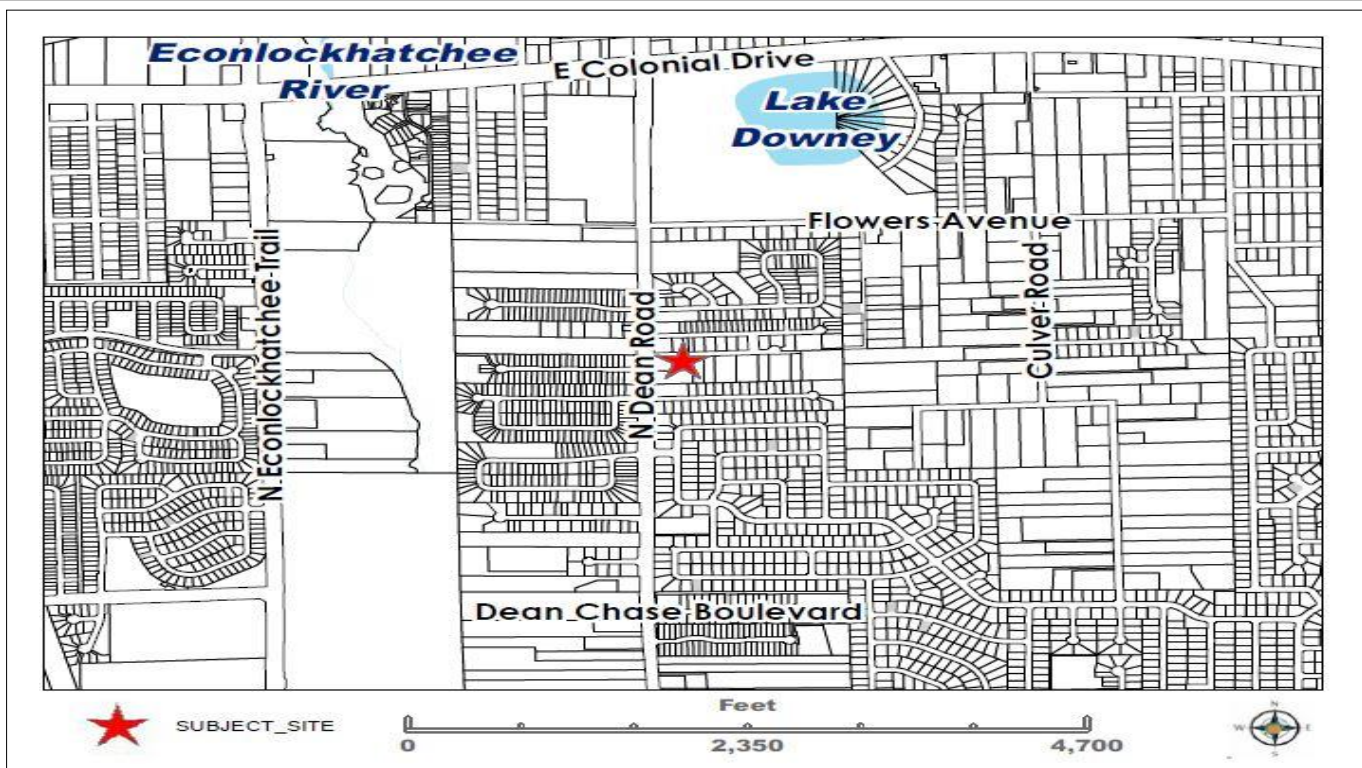 Econlockhatchee
River
E Colonial Drive
Lake
Downey
Flowers Avenue
N Econlockhatchee Trail
N Dean Road
Culver Road
Dean Chase Boulevard
SUBJECT_SITE
Feet
0 2,350 4,700
N
W E
S